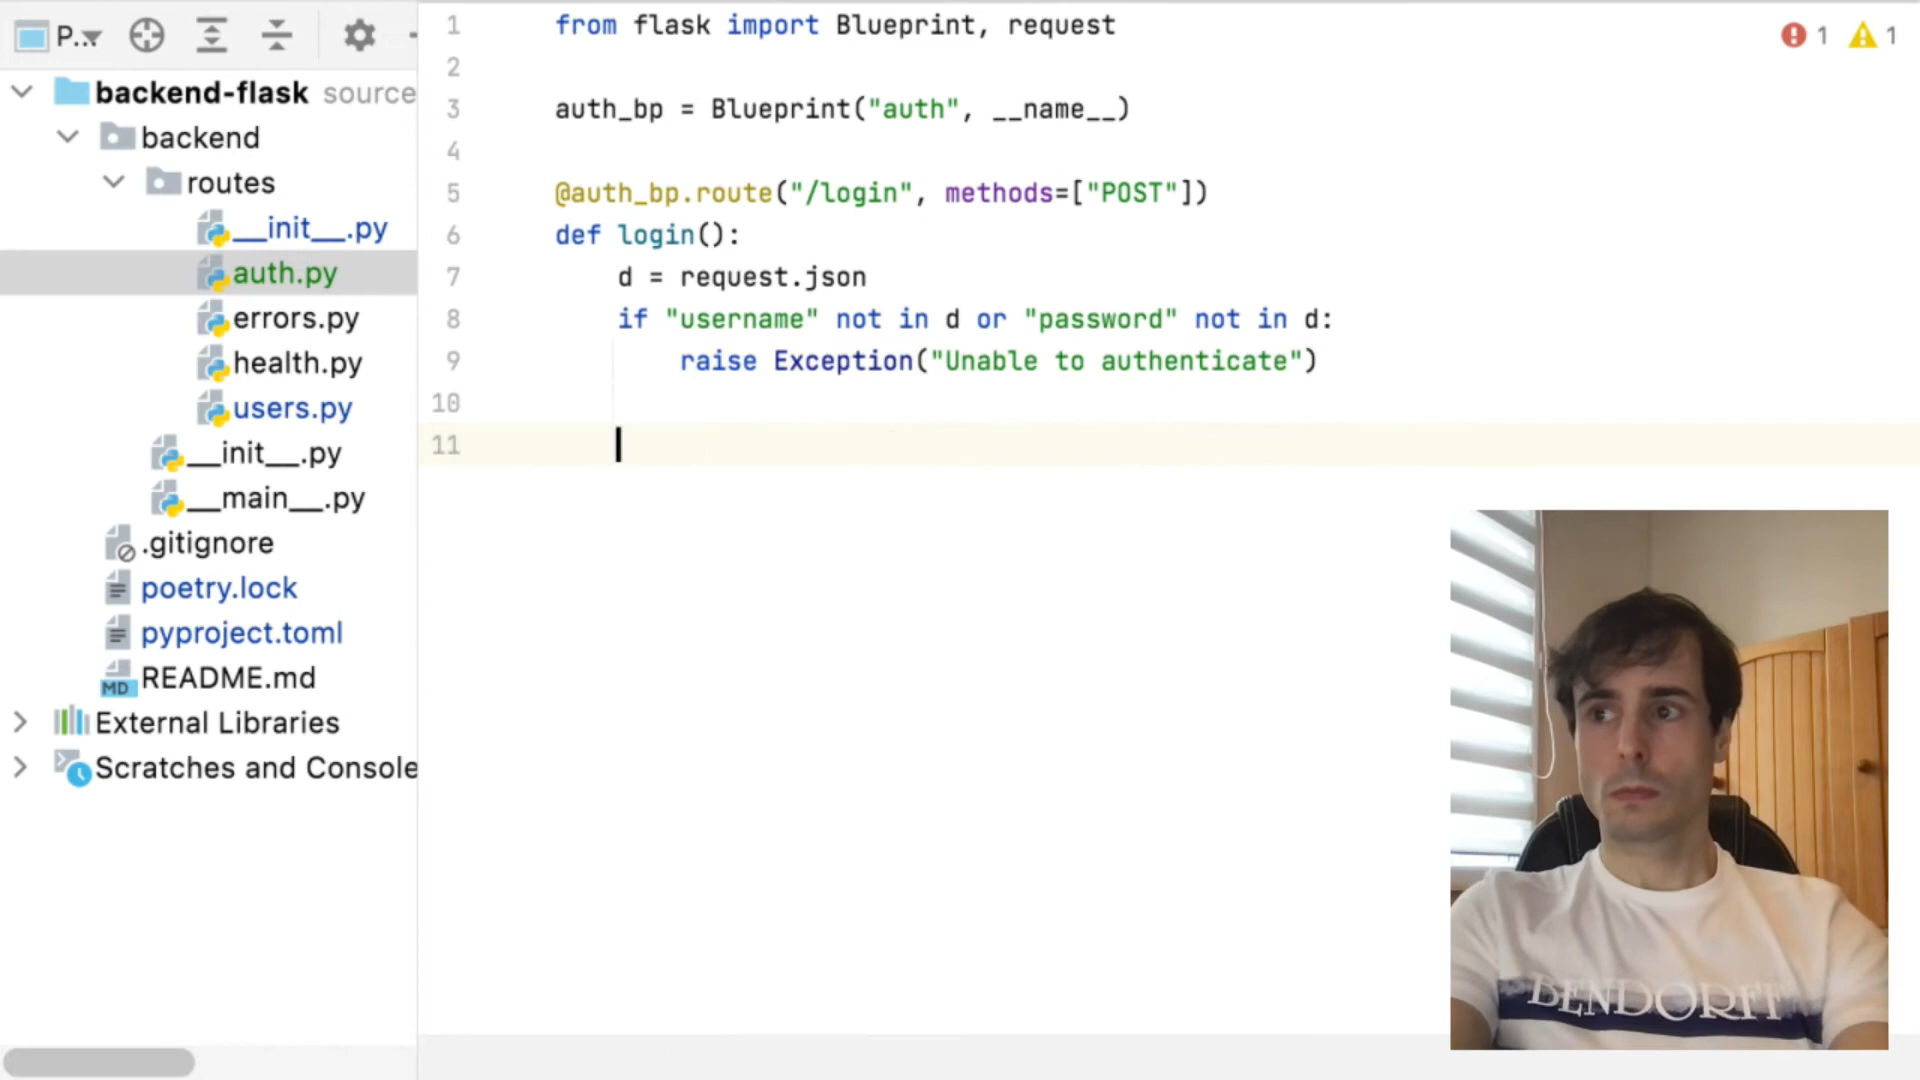 P...
backend-flask source
backend
routes
__init__.py
auth.py
errors.py
health.py
users.py
__init__.py
__main__.py
.gitignore
poetry.lock
pyproject.toml
MD README.md
External Libraries
Scratches and Console
1 from flask import Blueprint, request
2
3 auth_bp = Blueprint("auth", __name__)
4
5 @auth_bp.route("/login", methods=["POST"])
6 def login():
7 d = request.json
8 if "username" not in d or "password" not in d:
9 raise Exception("Unable to authenticate")
10
11
1 1
BENDORFF